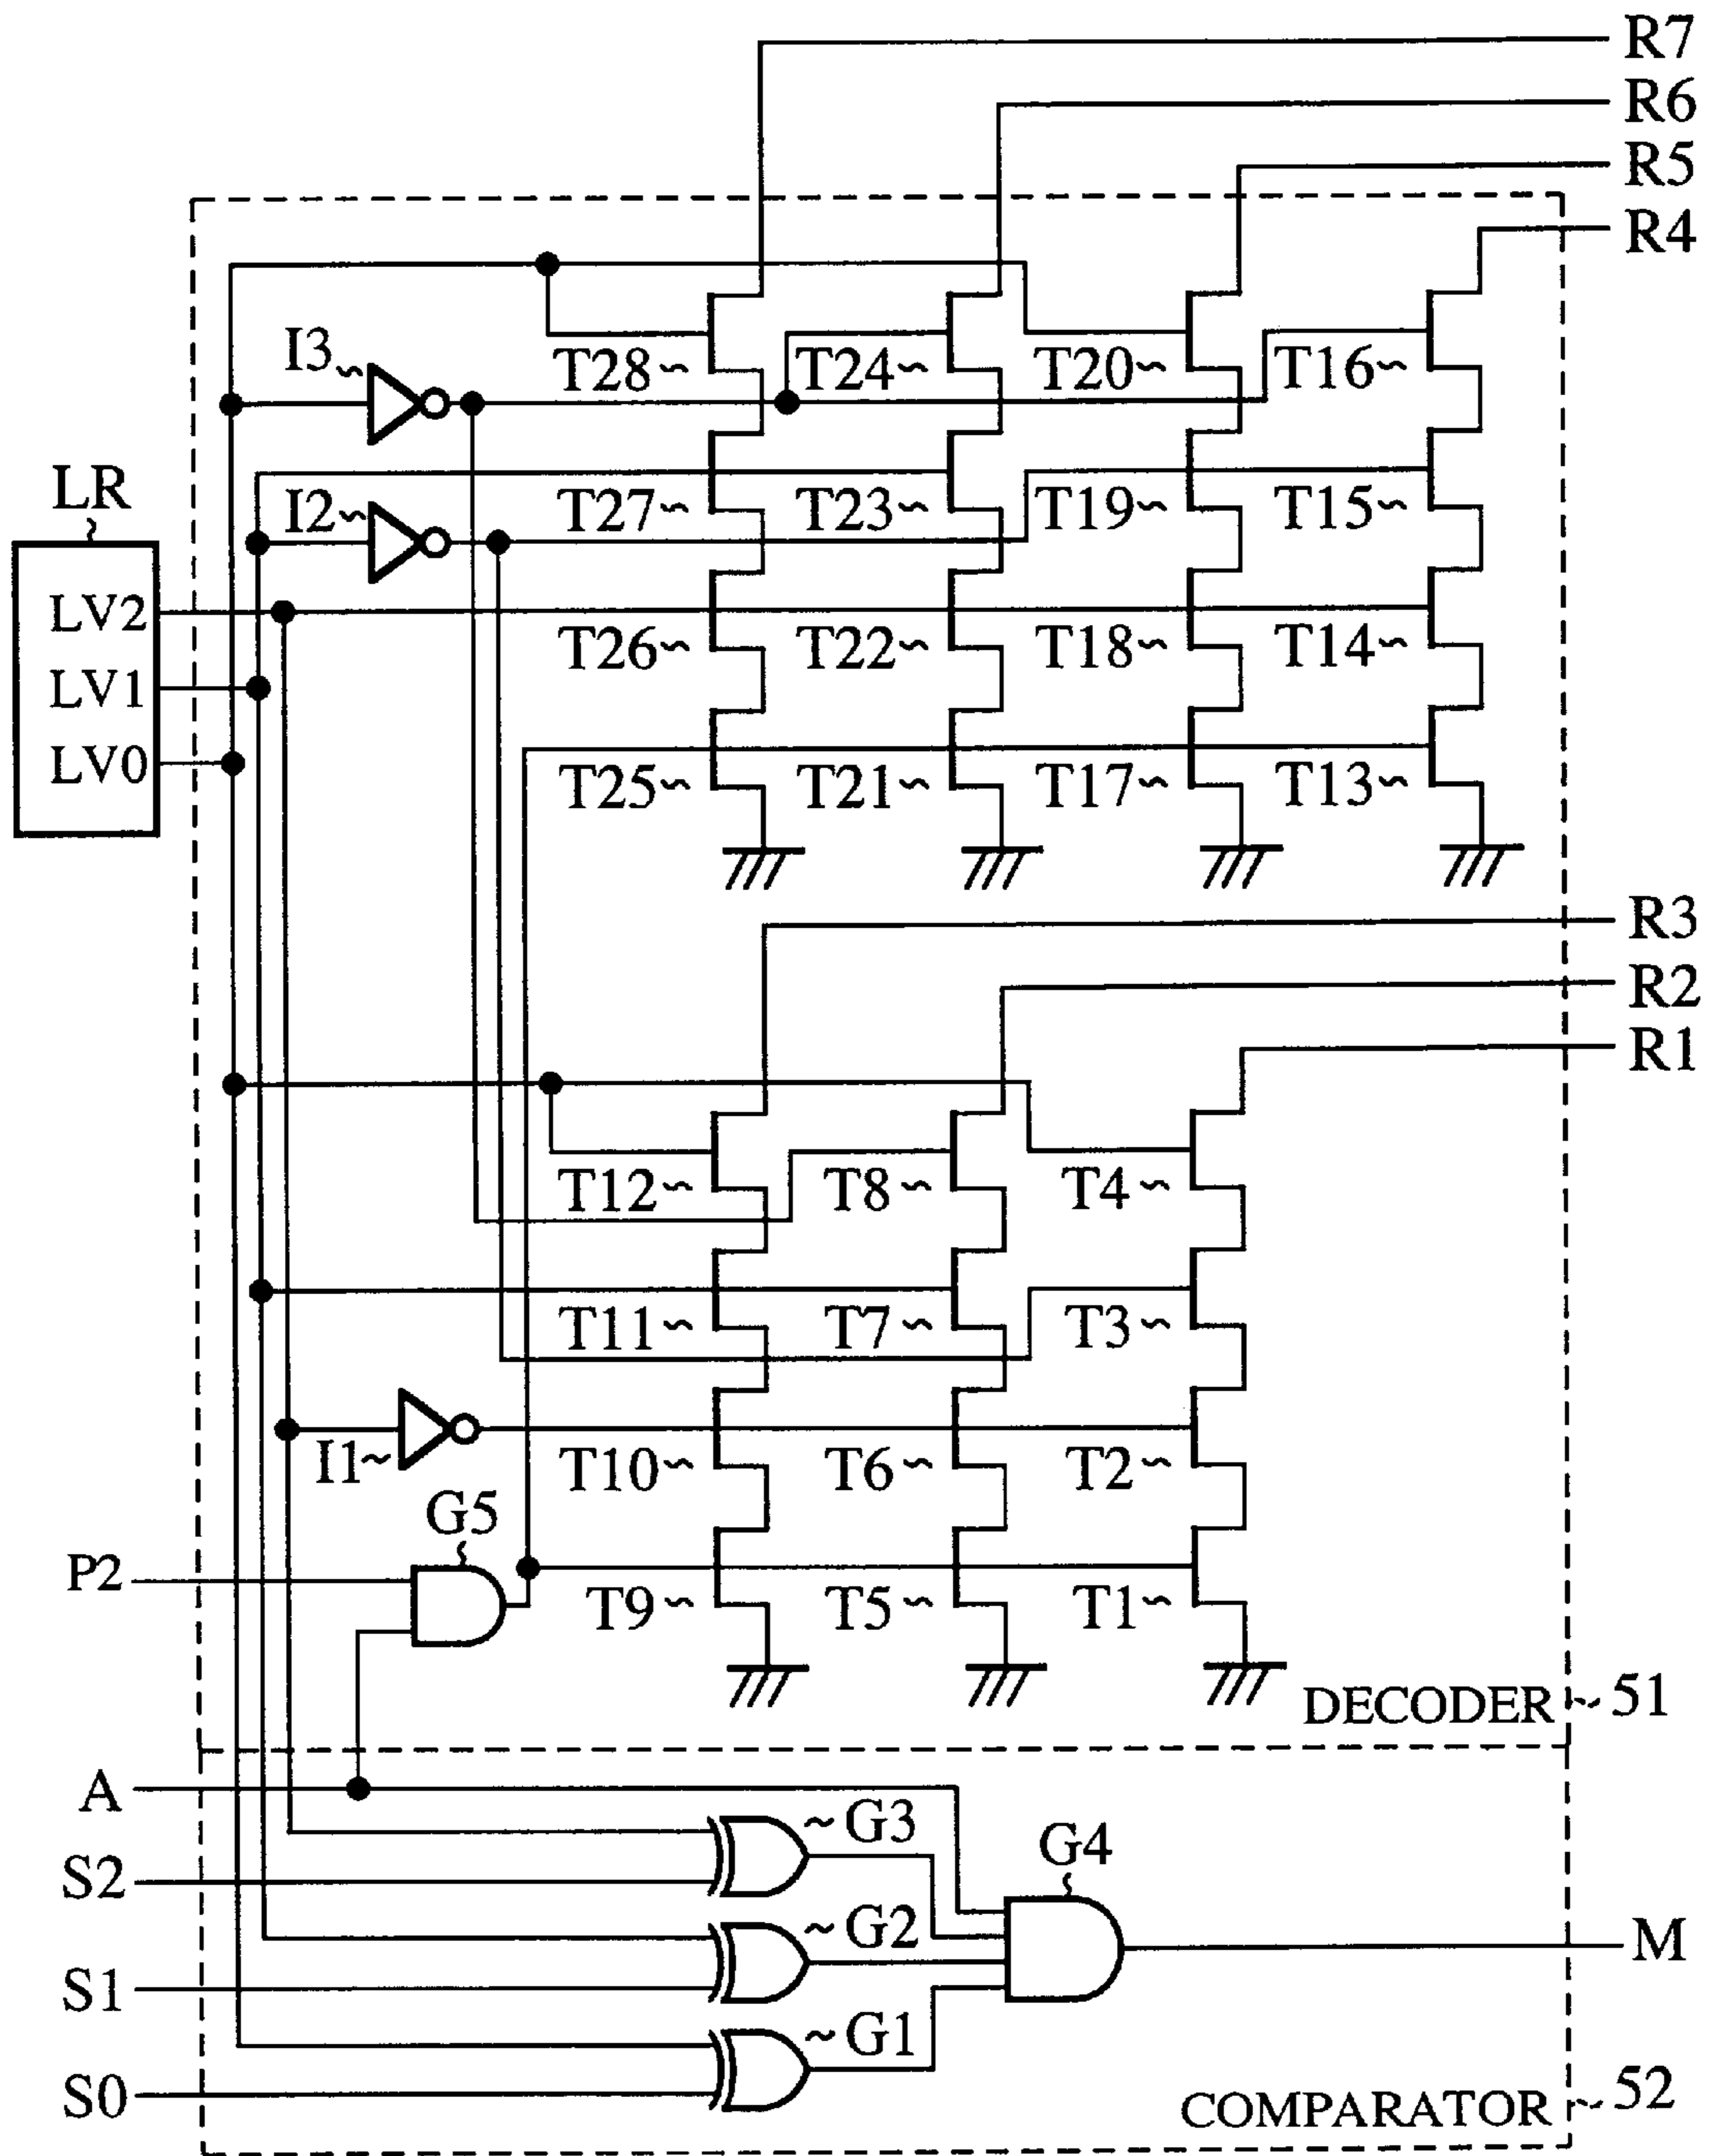 R7
R6
R5
R4
I3
T28
T24
T20
T16
LR
I2
T27
T23
T19
T15
LV2
LV1
LV0
T26
T22
T18
T14
T25
T21
T17
T13
R3
R2
R1
T12
T8
T4
T11
T7
T3
I1
T10
T6
T2
G5
P2
T9
T5
T1
DECODER
51
A
G3
G4
S2
G2
M
S1
G1
S0
COMPARATOR
52